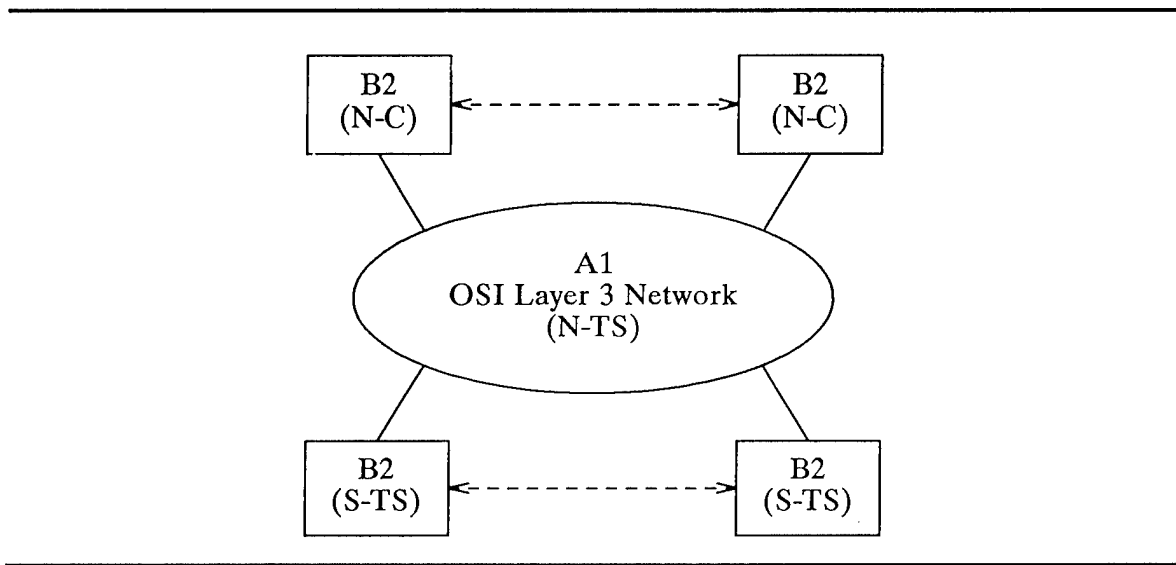 B2
(N-C)
B2
(N-C)
A1
OSI Layer 3 Network
(N-TS)
B2
(S-TS)
B2
(S-TS)